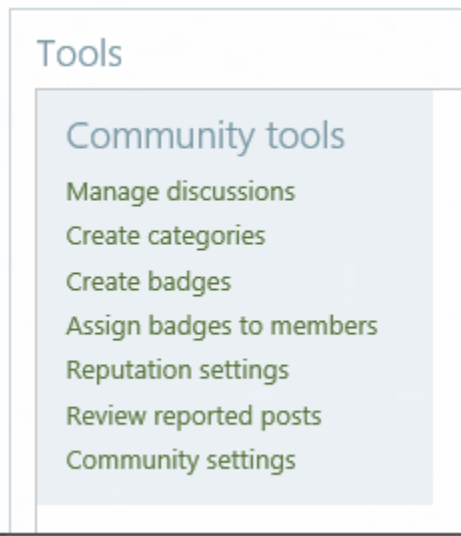 Tools
Community tools
Manage discussions
Create categories
Create badges
Assign badges to members
Reputation settings
Review reported posts
Community settings